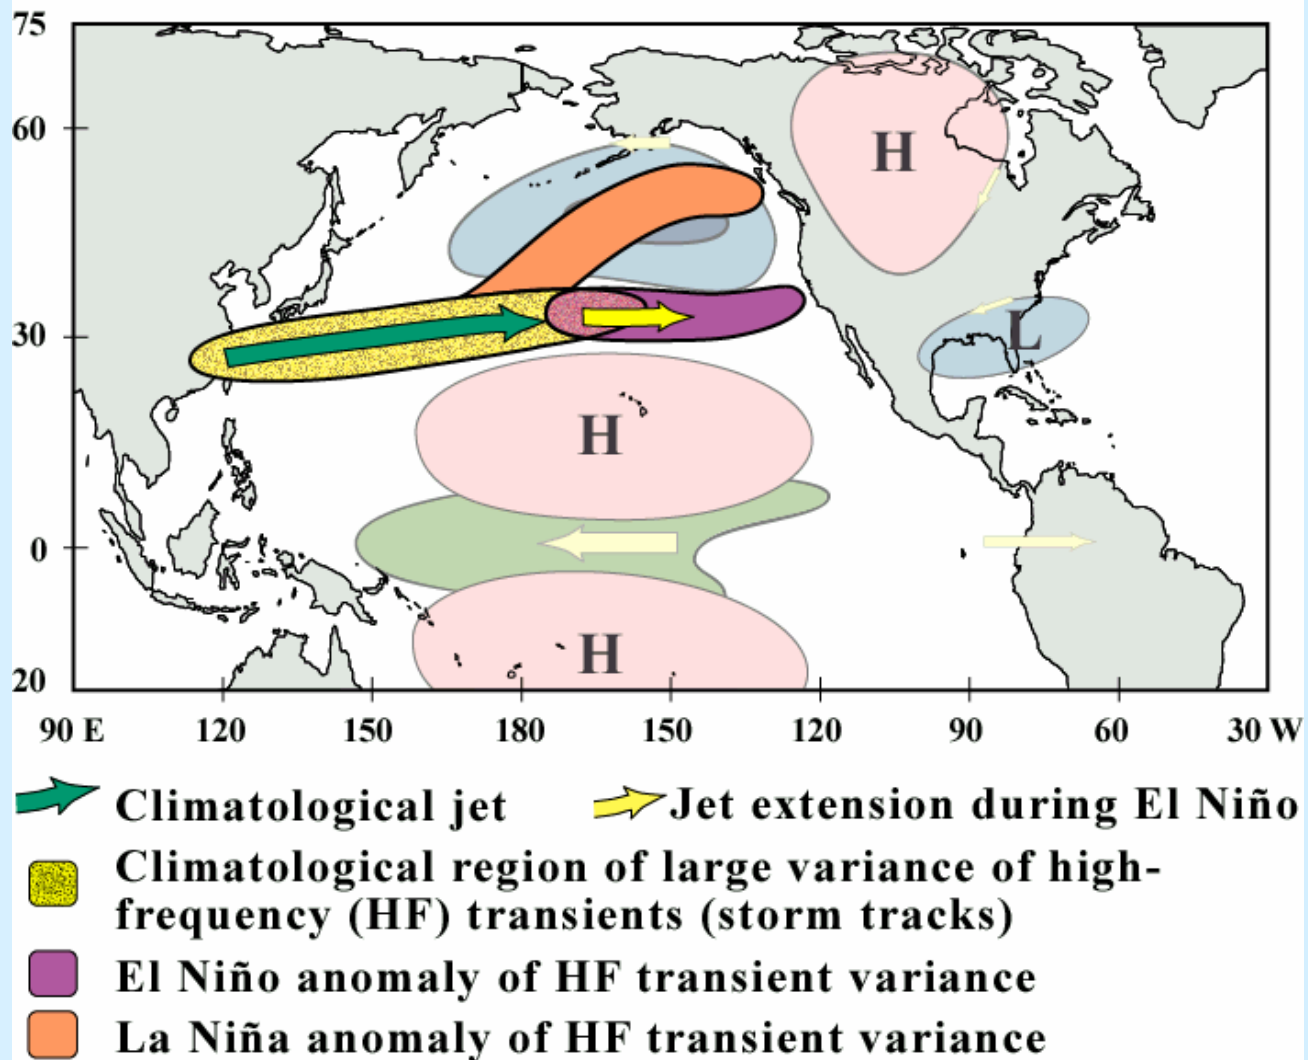 75
60
H
30
L
H
0
H
20
90 E 120 150 180 150 120 90 60 30 W
Climatological jet Jet extension during El Niño
Climatological region of large variance of high-
frequency (HF) transients (storm tracks)
El Niño anomaly of HF transient variance
La Niña anomaly of HF transient variance